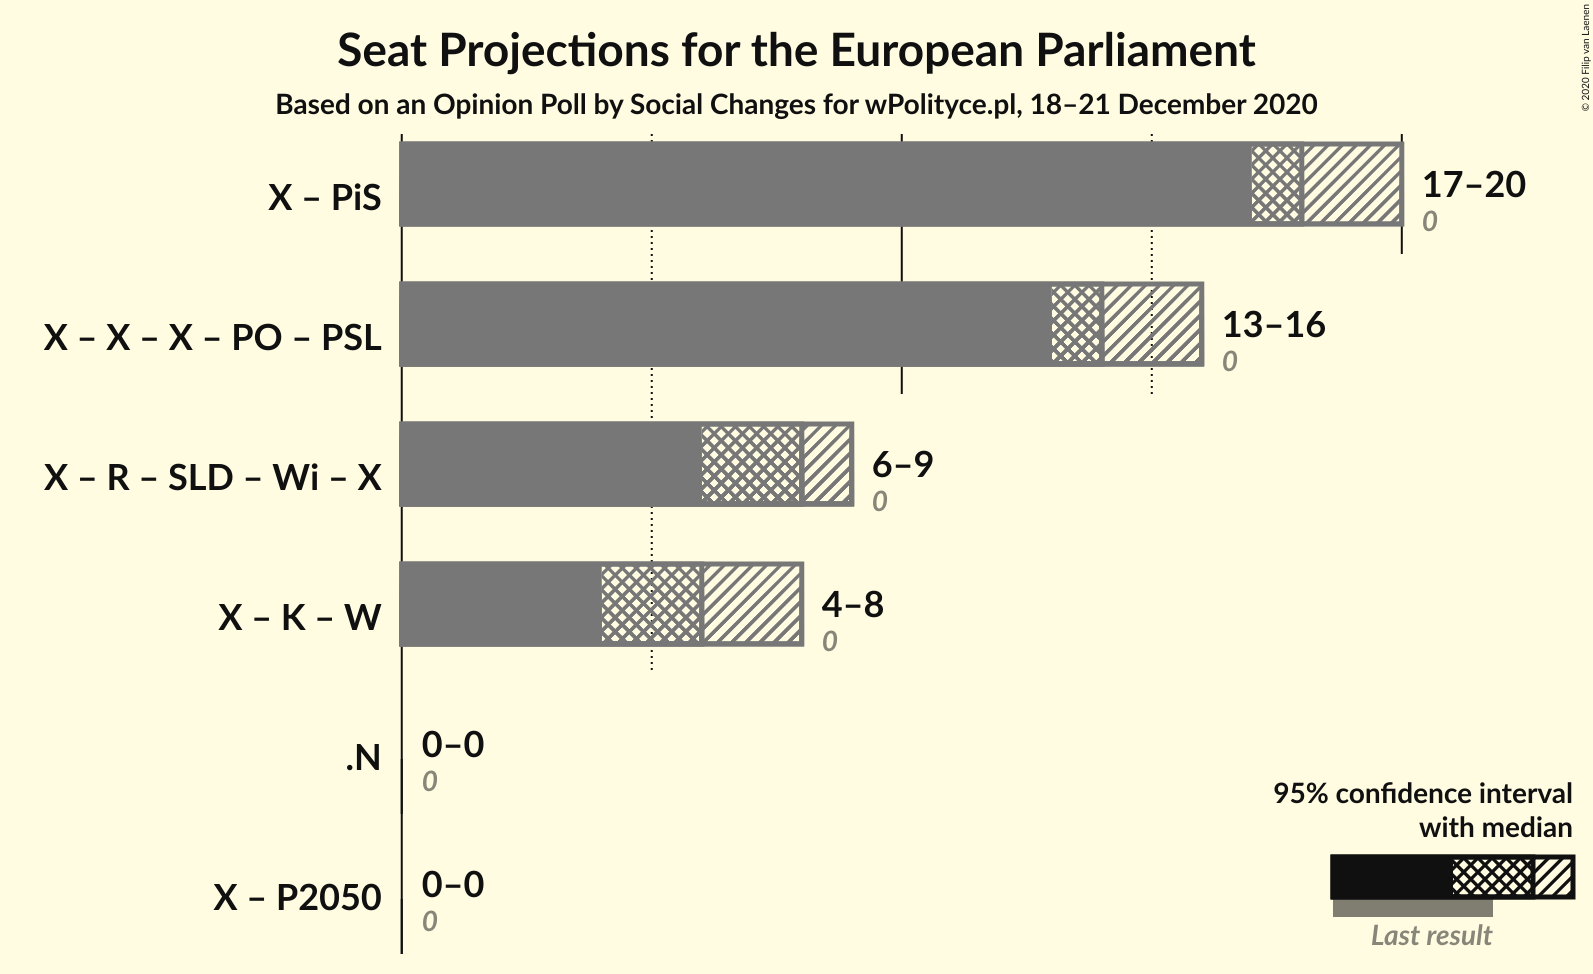 Seat Projections for the European Parliament
Based on an Opinion Poll by Social Changes for wPolityce.pl, 18–21 December 2020
© 2020 Filip van Laenen
X – PiS
17–20
0
X – X – X – PO – PSL
13–16
0
X – R – SLD – Wi – X
6–9
0
X – K – W
4–8
0
.N
0–0
0
X – P2050
0–0
0
95% confidence interval
with median
Last result